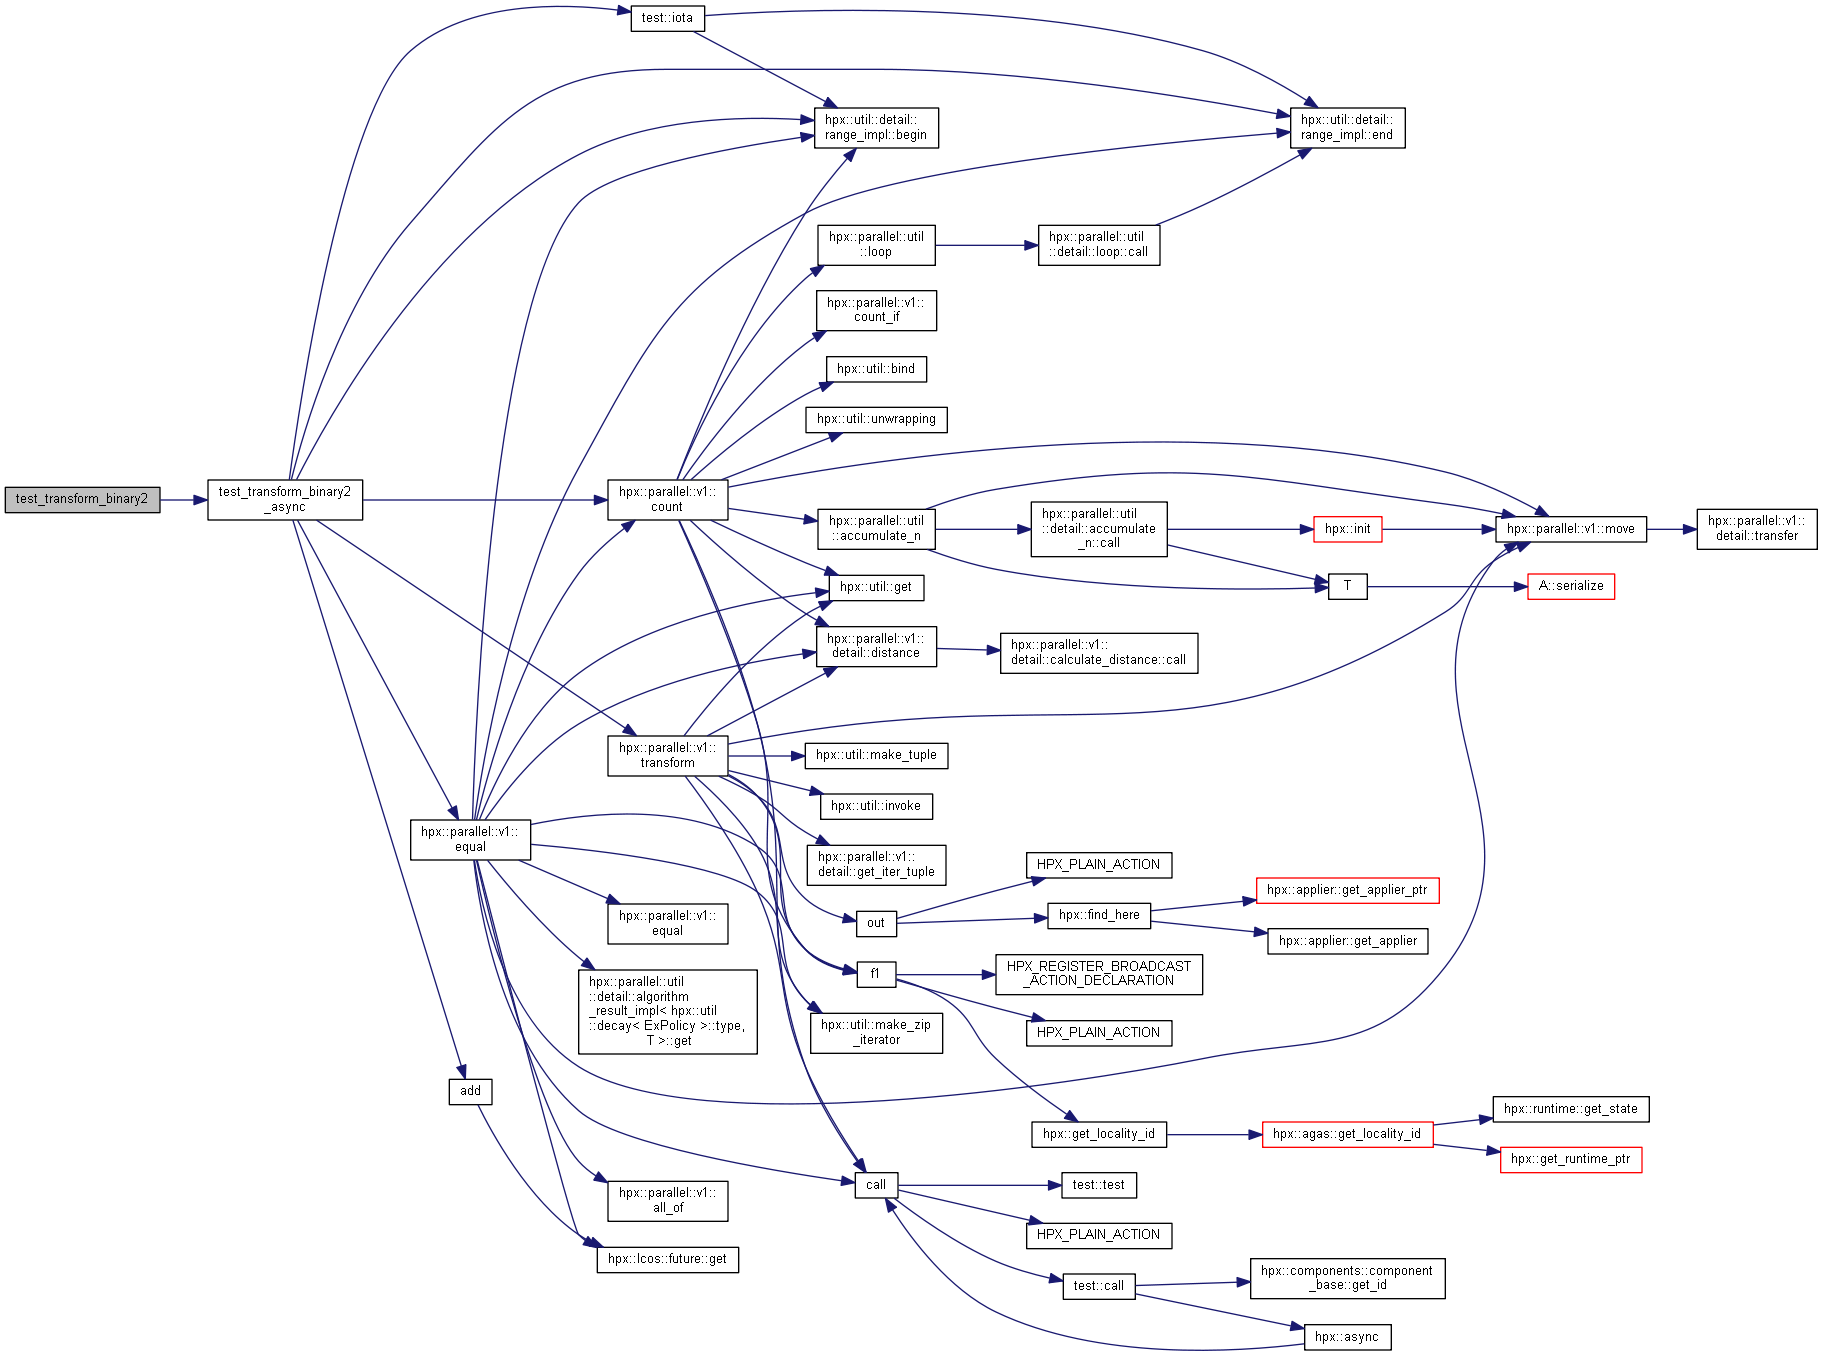 test::iota
hpx::util::detail::
range_impl::begin
hpx::util::detail::
range_impl::end
hpx::parallel::util
::loop
hpx::parallel::util
::detail::loop::call
hpx::parallel::v1::
count_if
hpx::util::bind
hpx::util::unwrapping
test_transform_binary2
test_transform_binary2
_async
hpx::parallel::v1::
count
hpx::parallel::util
::accumulate_n
hpx::parallel::util
::detail::accumulate
_n::call
hpx::init
hpx::parallel::v1::move
hpx::parallel::v1::
detail::transfer
hpx::util::get
T
A::serialize
hpx::parallel::v1::
detail::distance
hpx::parallel::v1::
detail::calculate_distance::call
hpx::parallel::v1::
transform
hpx::util::make_tuple
hpx::util::invoke
hpx::parallel::v1::
equal
hpx::parallel::v1::
detail::get_iter_tuple
HPX_PLAIN_ACTION
hpx::applier::get_applier_ptr
out
hpx::find_here
hpx::parallel::v1::
equal
hpx::applier::get_applier
f1
HPX_REGISTER_BROADCAST
_ACTION_DECLARATION
hpx::parallel::util
::detail::algorithm
_result_impl< hpx::util
::decay< ExPolicy >::type,
T >::get
hpx::util::make_zip
_iterator
HPX_PLAIN_ACTION
add
hpx::get_locality_id
hpx::agas::get_locality_id
hpx::runtime::get_state
hpx::get_runtime_ptr
call
test::test
hpx::parallel::v1::
all_of
HPX_PLAIN_ACTION
hpx::lcos::future::get
test::call
hpx::components::component
_base::get_id
hpx::async